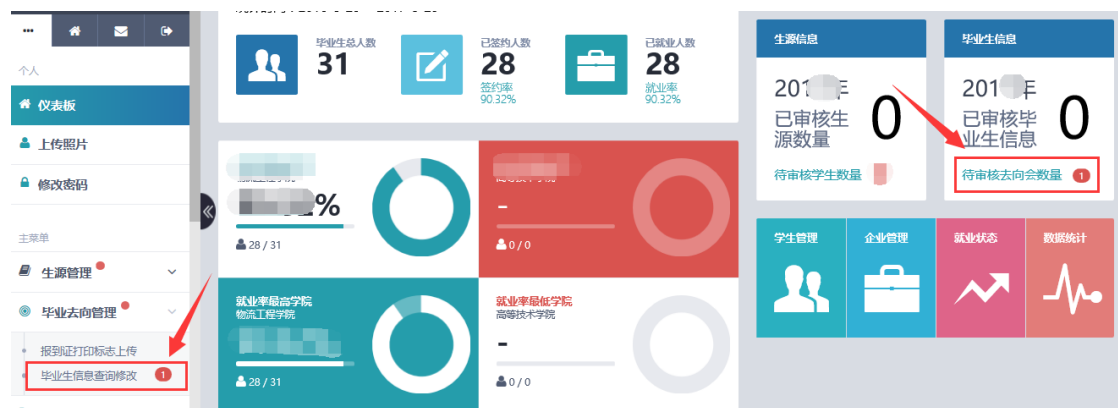 个人
仪表板
上传照片
修改密码
主菜单
生源管理
毕业去向管理
报到证打印标志上传
毕业生信息查询修改 1
毕业生总人数
31
已签约人数
28
签约率
90.32%
已就业人数
28
就业率
90.32%
%
28 / 31
-
0 / 0
就业率最高学院
物流工程学院
28 / 31
就业率最低学院
高等技术学院
-
0 / 0
生源信息
201 年
已审核生
源数量
0
待审核学生数量
毕业生信息
201 年
已审核毕
业生信息
0
待审核去向会数量 1
学生管理
企业管理
就业状态
数据统计